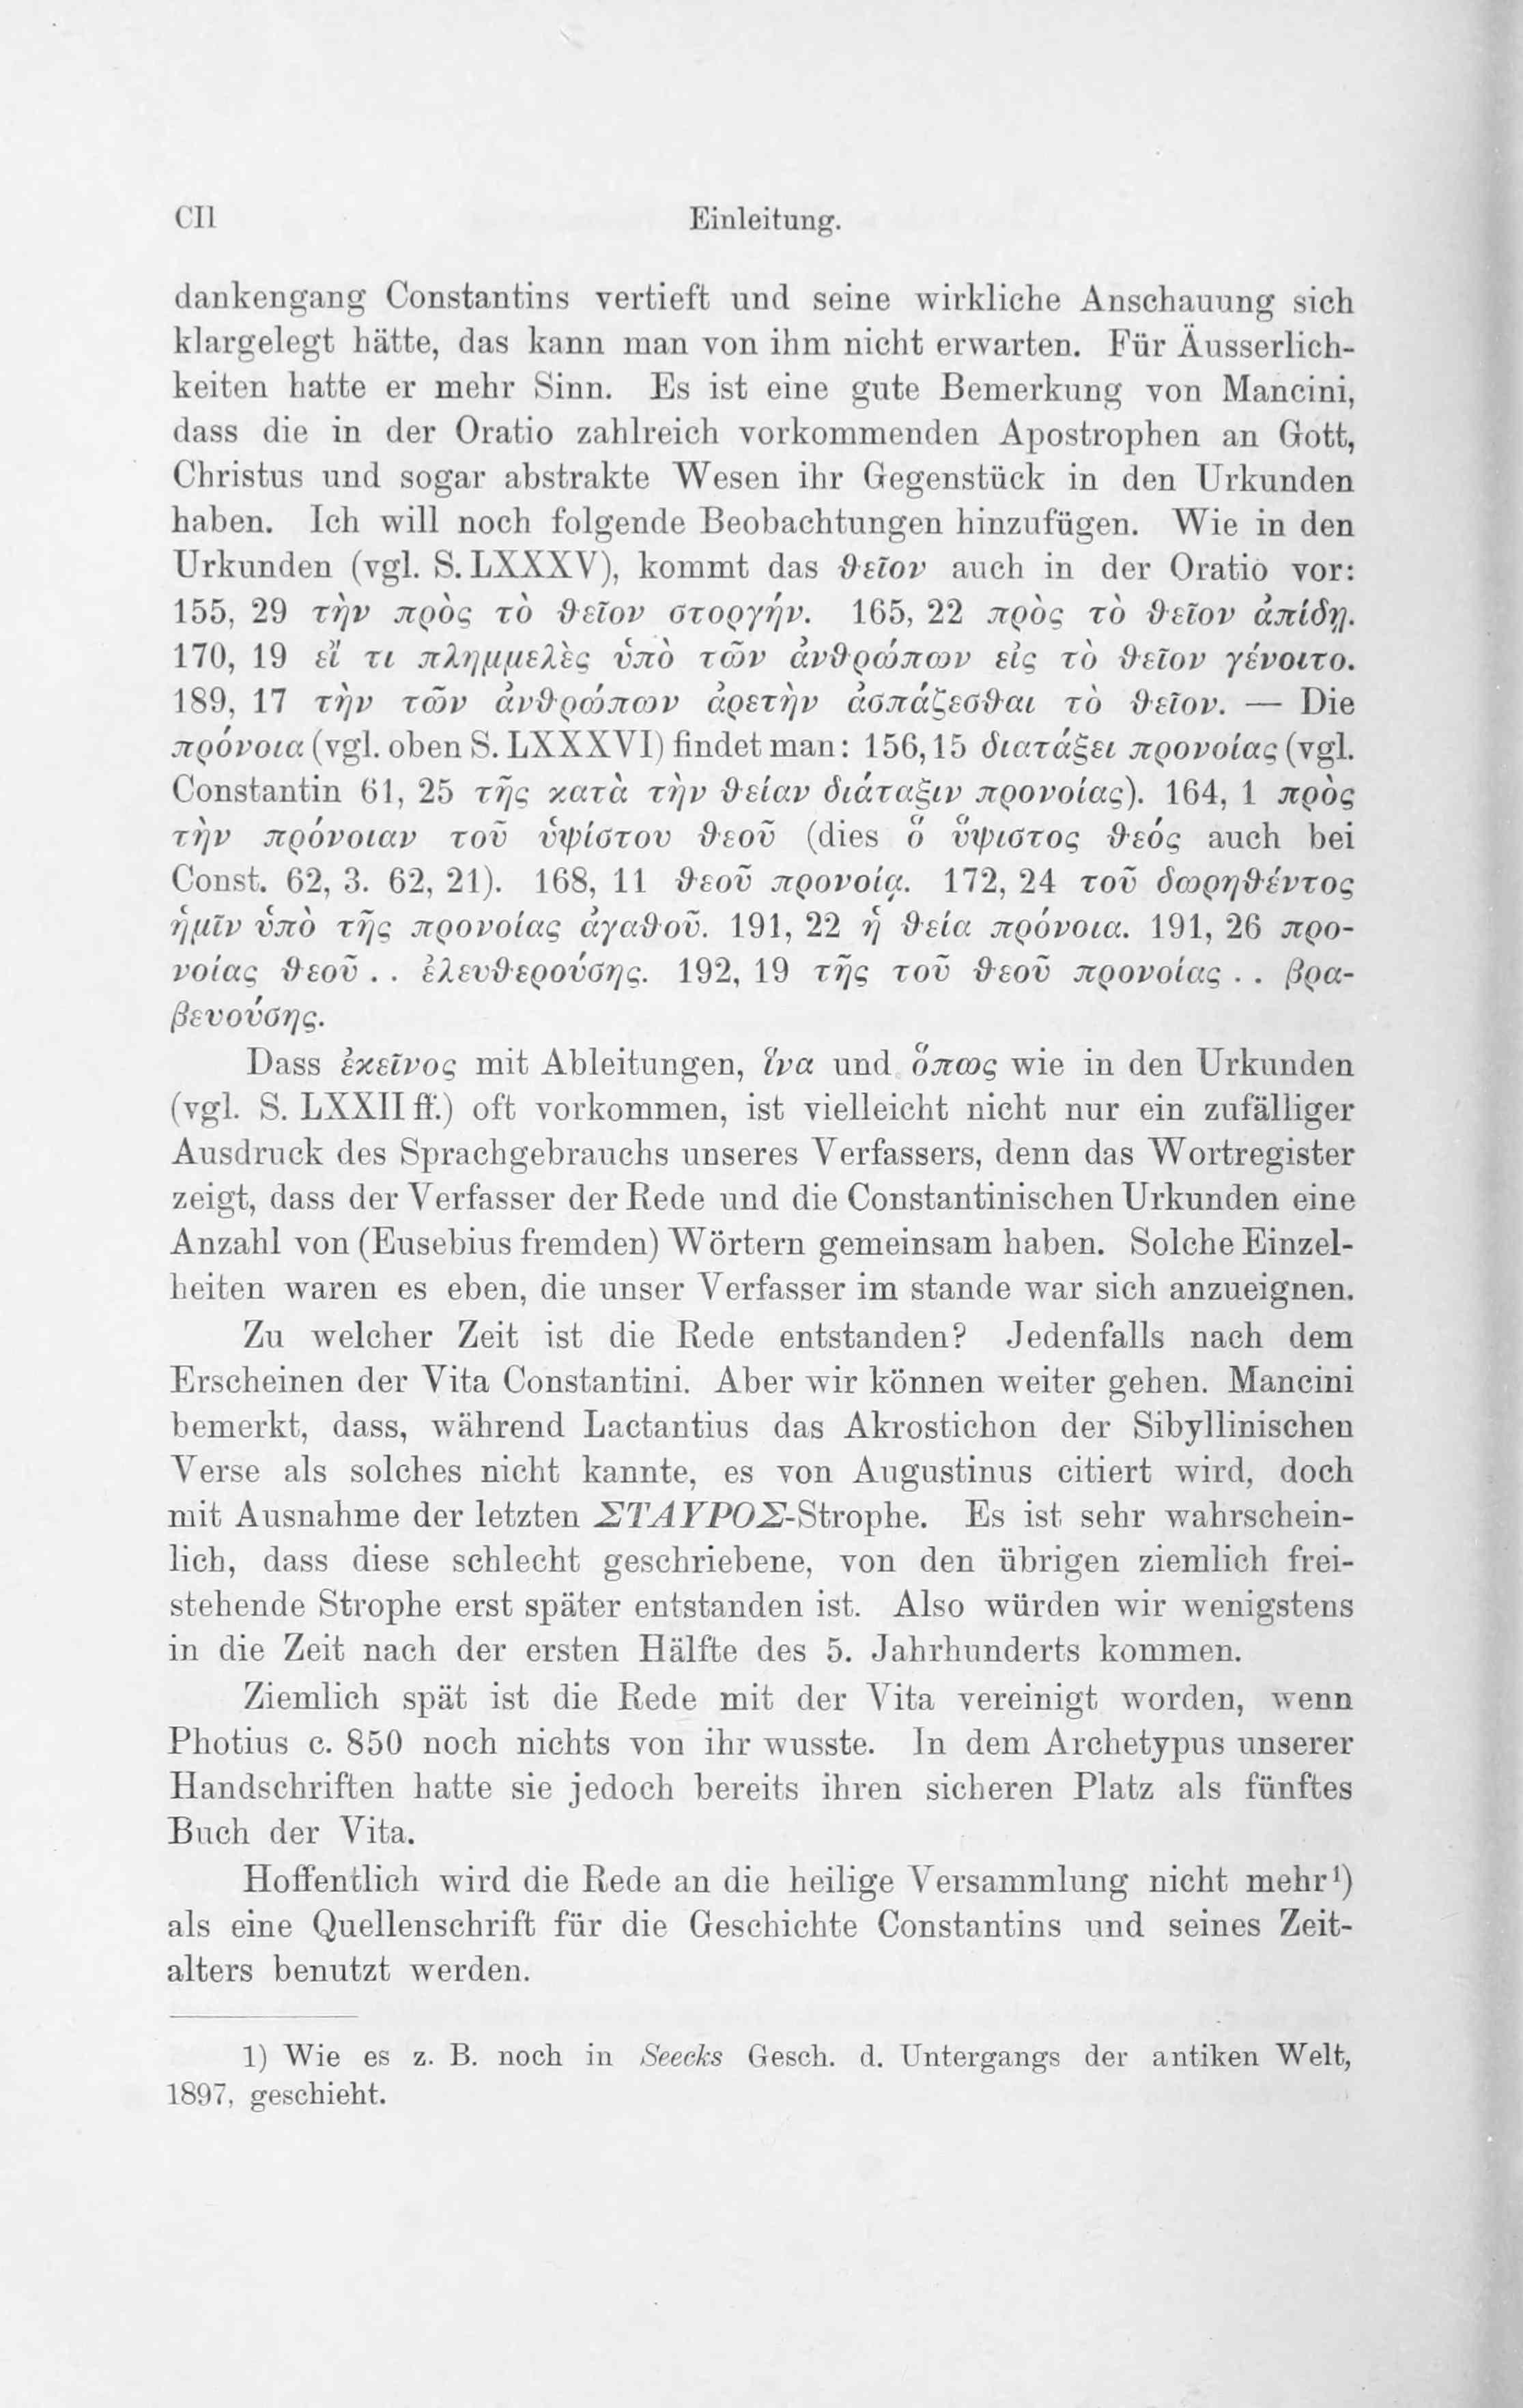 CII
Einleitung.
dankengang Constantins vertieft und seine wirkliche Anschauung sich
klargelegt hätte, das kann man von ihm nicht erwarten. Für Äusserlich-
keiten hatte er mehr Sinn. Es ist eine gute Bemerkung von Mancini,
dass die in der Oratio zahlreich vorkommenden Apostrophen an Gott,
Christus und sogar abstrakte Wesen ihr Gegenstück in den Urkunden
haben. Ich will noch folgende Beobachtungen hinzufügen. Wie in den
Urkunden (vgl. S. LXXXV), kommt das θεῖον auch in der Oratio vor:
155, 29 τὴν πρὸς τὸ θεῖον στοργήν. 165, 22 πρὸς τὸ θεῖον ἀπίδῃ.
170, 19 εἴ τι πλημμελὲς ὑπὸ τῶν ἀνθρώπων εἰς τὸ θεῖον γένοιτο.
189, 17 τὴν τῶν ἀνθρώπων ἀρετὴν ἀσπάζεσθαι τὸ θεῖον. — Die
πρόνοια (vgl. oben S. LXXXVI) findet man: 156,15 διατάξει προνοίας (vgl.
Constantin 61, 25 τῆς κατὰ τὴν θείαν διάταξιν προνοίας). 164, 1 πρὸς
τὴν πρόνοιαν τοῦ ὑψίστου θεοῦ (dies ὅ ὕψιστος θεός auch bei
Const. 62, 3. 62, 21). 168, 11 θεοῦ προνοίᾳ. 172, 24 τοῦ δωρηθέντος
ἡμῖν ὑπὸ τῆς προνοίας ἀγαθοῦ. 191, 22 ἡ θεία πρόνοια. 191, 26 προ-
νοίας θεοῦ . . ἐλευθερούσης. 192, 19 τῆς τοῦ θεοῦ προνοίας . . βρα-
βευούσης.
Dass ἐκεῖνος mit Ableitungen, ἵνα und ὅπως wie in den Urkunden
(vgl. S. LXXII ff.) oft vorkommen, ist vielleicht nicht nur ein zufälliger
Ausdruck des Sprachgebrauchs unseres Verfassers, denn das Wortregister
zeigt, dass der Verfasser der Rede und die Constantinischen Urkunden eine
Anzahl von (Eusebius fremden) Wörtern gemeinsam haben. Solche Einzel-
heiten waren es eben, die unser Verfasser im stande war sich anzueignen.
Zu welcher Zeit ist die Rede entstanden? Jedenfalls nach dem
Erscheinen der Vita Constantini. Aber wir können weiter gehen. Mancini
bemerkt, dass, während Lactantius das Akrostichon der Sibyllinischen
Verse als solches nicht kannte, es von Augustinus citiert wird, doch
mit Ausnahme der letzten ΣΤΑΥΡΟΣ-Strophe. Es ist sehr wahrschein-
lich, dass diese schlecht geschriebene, von den übrigen ziemlich frei-
stehende Strophe erst später entstanden ist. Also würden wir wenigstens
in die Zeit nach der ersten Hälfte des 5. Jahrhunderts kommen.
Ziemlich spät ist die Rede mit der Vita vereinigt worden, wenn
Photius c. 850 noch nichts von ihr wusste. In dem Archetypus unserer
Handschriften hatte sie jedoch bereits ihren sicheren Platz als fünftes
Buch der Vita.
Hoffentlich wird die Rede an die heilige Versammlung nicht mehr¹)
als eine Quellenschrift für die Geschichte Constantins und seines Zeit-
alters benutzt werden.
1) Wie es z. B. noch in Seecks Gesch. d. Untergangs der antiken Welt,
1897, geschieht.